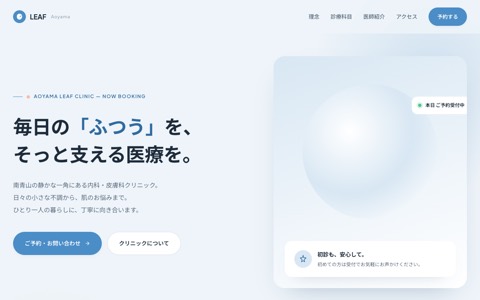 LEAF Aoyama
理念 診療科目 医師紹介 アクセス 予約する
AOYAMA LEAF CLINIC — NOW BOOKING
毎日の「ふつう」を、
そっと支える医療を。
南青山の静かな一角にある内科・皮膚科クリニック。
日々の小さな不調から、肌のお悩みまで。
ひとり一人の暮らしに、丁寧に向き合います。
ご予約・お問い合わせ →
クリニックについて
本日 ご予約受付中
初診も、安心して。
初めての方は受付でお気軽にお声がけください。